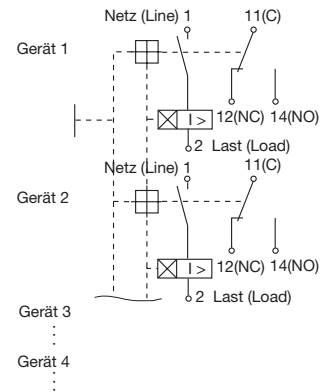 Netz (Line) 1 11(C)
Gerät 1
I > 12(NC) 14(NO)
2 Last (Load)
Netz (Line) 1 11(C)
Gerät 2
I > 12(NC) 14(NO)
2 Last (Load)
Gerät 3
Gerät 4